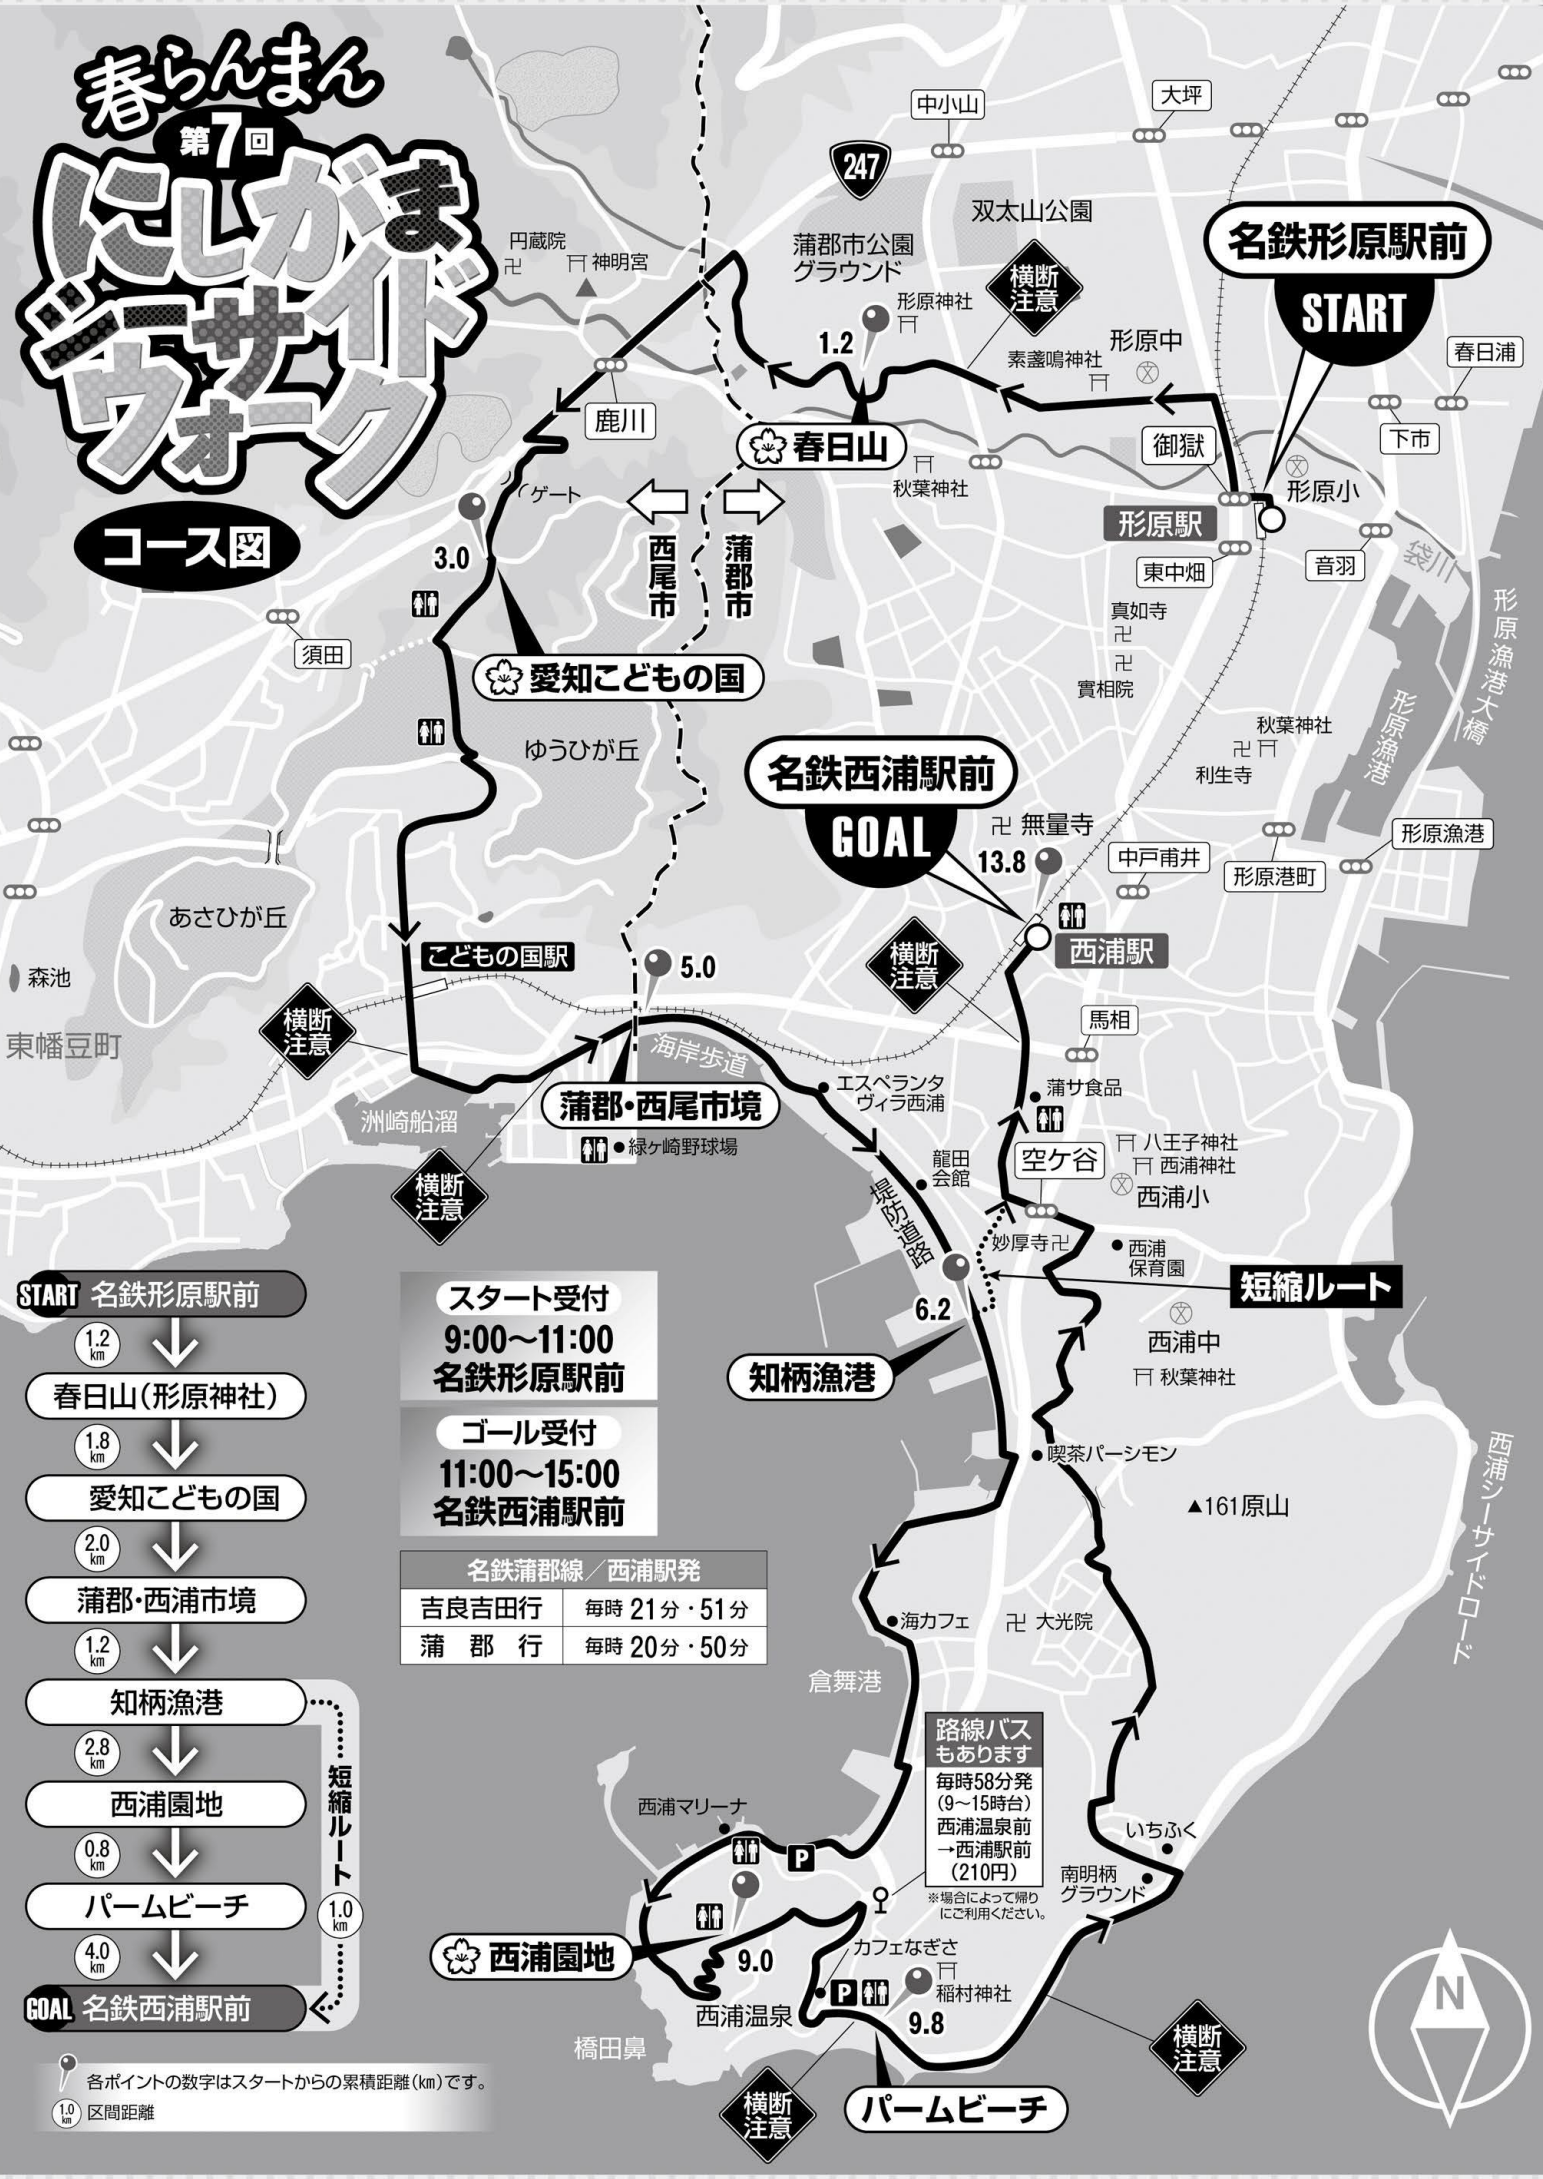 春らんまん
第7回
にしがま
シーサイド
ウォーク
コース図
中小山
大坪
247
双太山公園
名鉄形原駅前
START
円蔵院
神明宮
蒲郡市公園
グラウンド
横断
注意
形原神社
1.2
形原中
素盞鳴神社
春日浦
鹿川
春日山
御獄
下市
秋葉神社
形原小
ゲート
形原駅
3.0
西尾市
蒲郡市
東中畑
音羽
袋川
真如寺
實相院
須田
愛知こどもの国
形原漁港大橋
形原漁港
秋葉神社
利生寺
ゆうひが丘
名鉄西浦駅前
GOAL
無量寺
13.8
中戸甫井
形原漁港
形原港町
あさひが丘
横断
注意
西浦駅
こどもの国駅
5.0
森池
東幡豆町
横断
注意
馬相
海岸歩道
エスペランタ
ヴィラ西浦
蒲サ食品
洲崎船溜
蒲郡・西尾市境
緑ヶ崎野球場
八王子神社
西浦神社
空ケ谷
龍田
会館
西浦小
横断
注意
堤防道路
妙厚寺
西浦
保育園
短縮ルート
6.2
西浦中
知柄漁港
秋葉神社
喫茶パーシモン
161原山
西浦シーサイドロード
海カフェ
大光院
倉舞港
路線バス
もあります
毎時58分発
(9〜15時台)
西浦温泉前
→西浦駅前
(210円)
※場合によって帰り
にご利用ください。
西浦マリーナ
P
いちふく
南明柄
グラウンド
西浦園地
9.0
カフェなぎさ
P
稲村神社
西浦温泉
9.8
橋田鼻
横断
注意
横断
注意
パームビーチ
N
START 名鉄形原駅前
1.2km
春日山(形原神社)
1.8km
愛知こどもの国
2.0km
蒲郡・西浦市境
1.2km
知柄漁港
2.8km
西浦園地
0.8km
パームビーチ
4.0km
GOAL 名鉄西浦駅前
短縮ルート
1.0km
スタート受付
9:00〜11:00
名鉄形原駅前
ゴール受付
11:00〜15:00
名鉄西浦駅前
名鉄蒲郡線／西浦駅発
吉良吉田行 毎時21分・51分
蒲郡行 毎時20分・50分
各ポイントの数字はスタートからの累積距離(km)です。
1.0km 区間距離